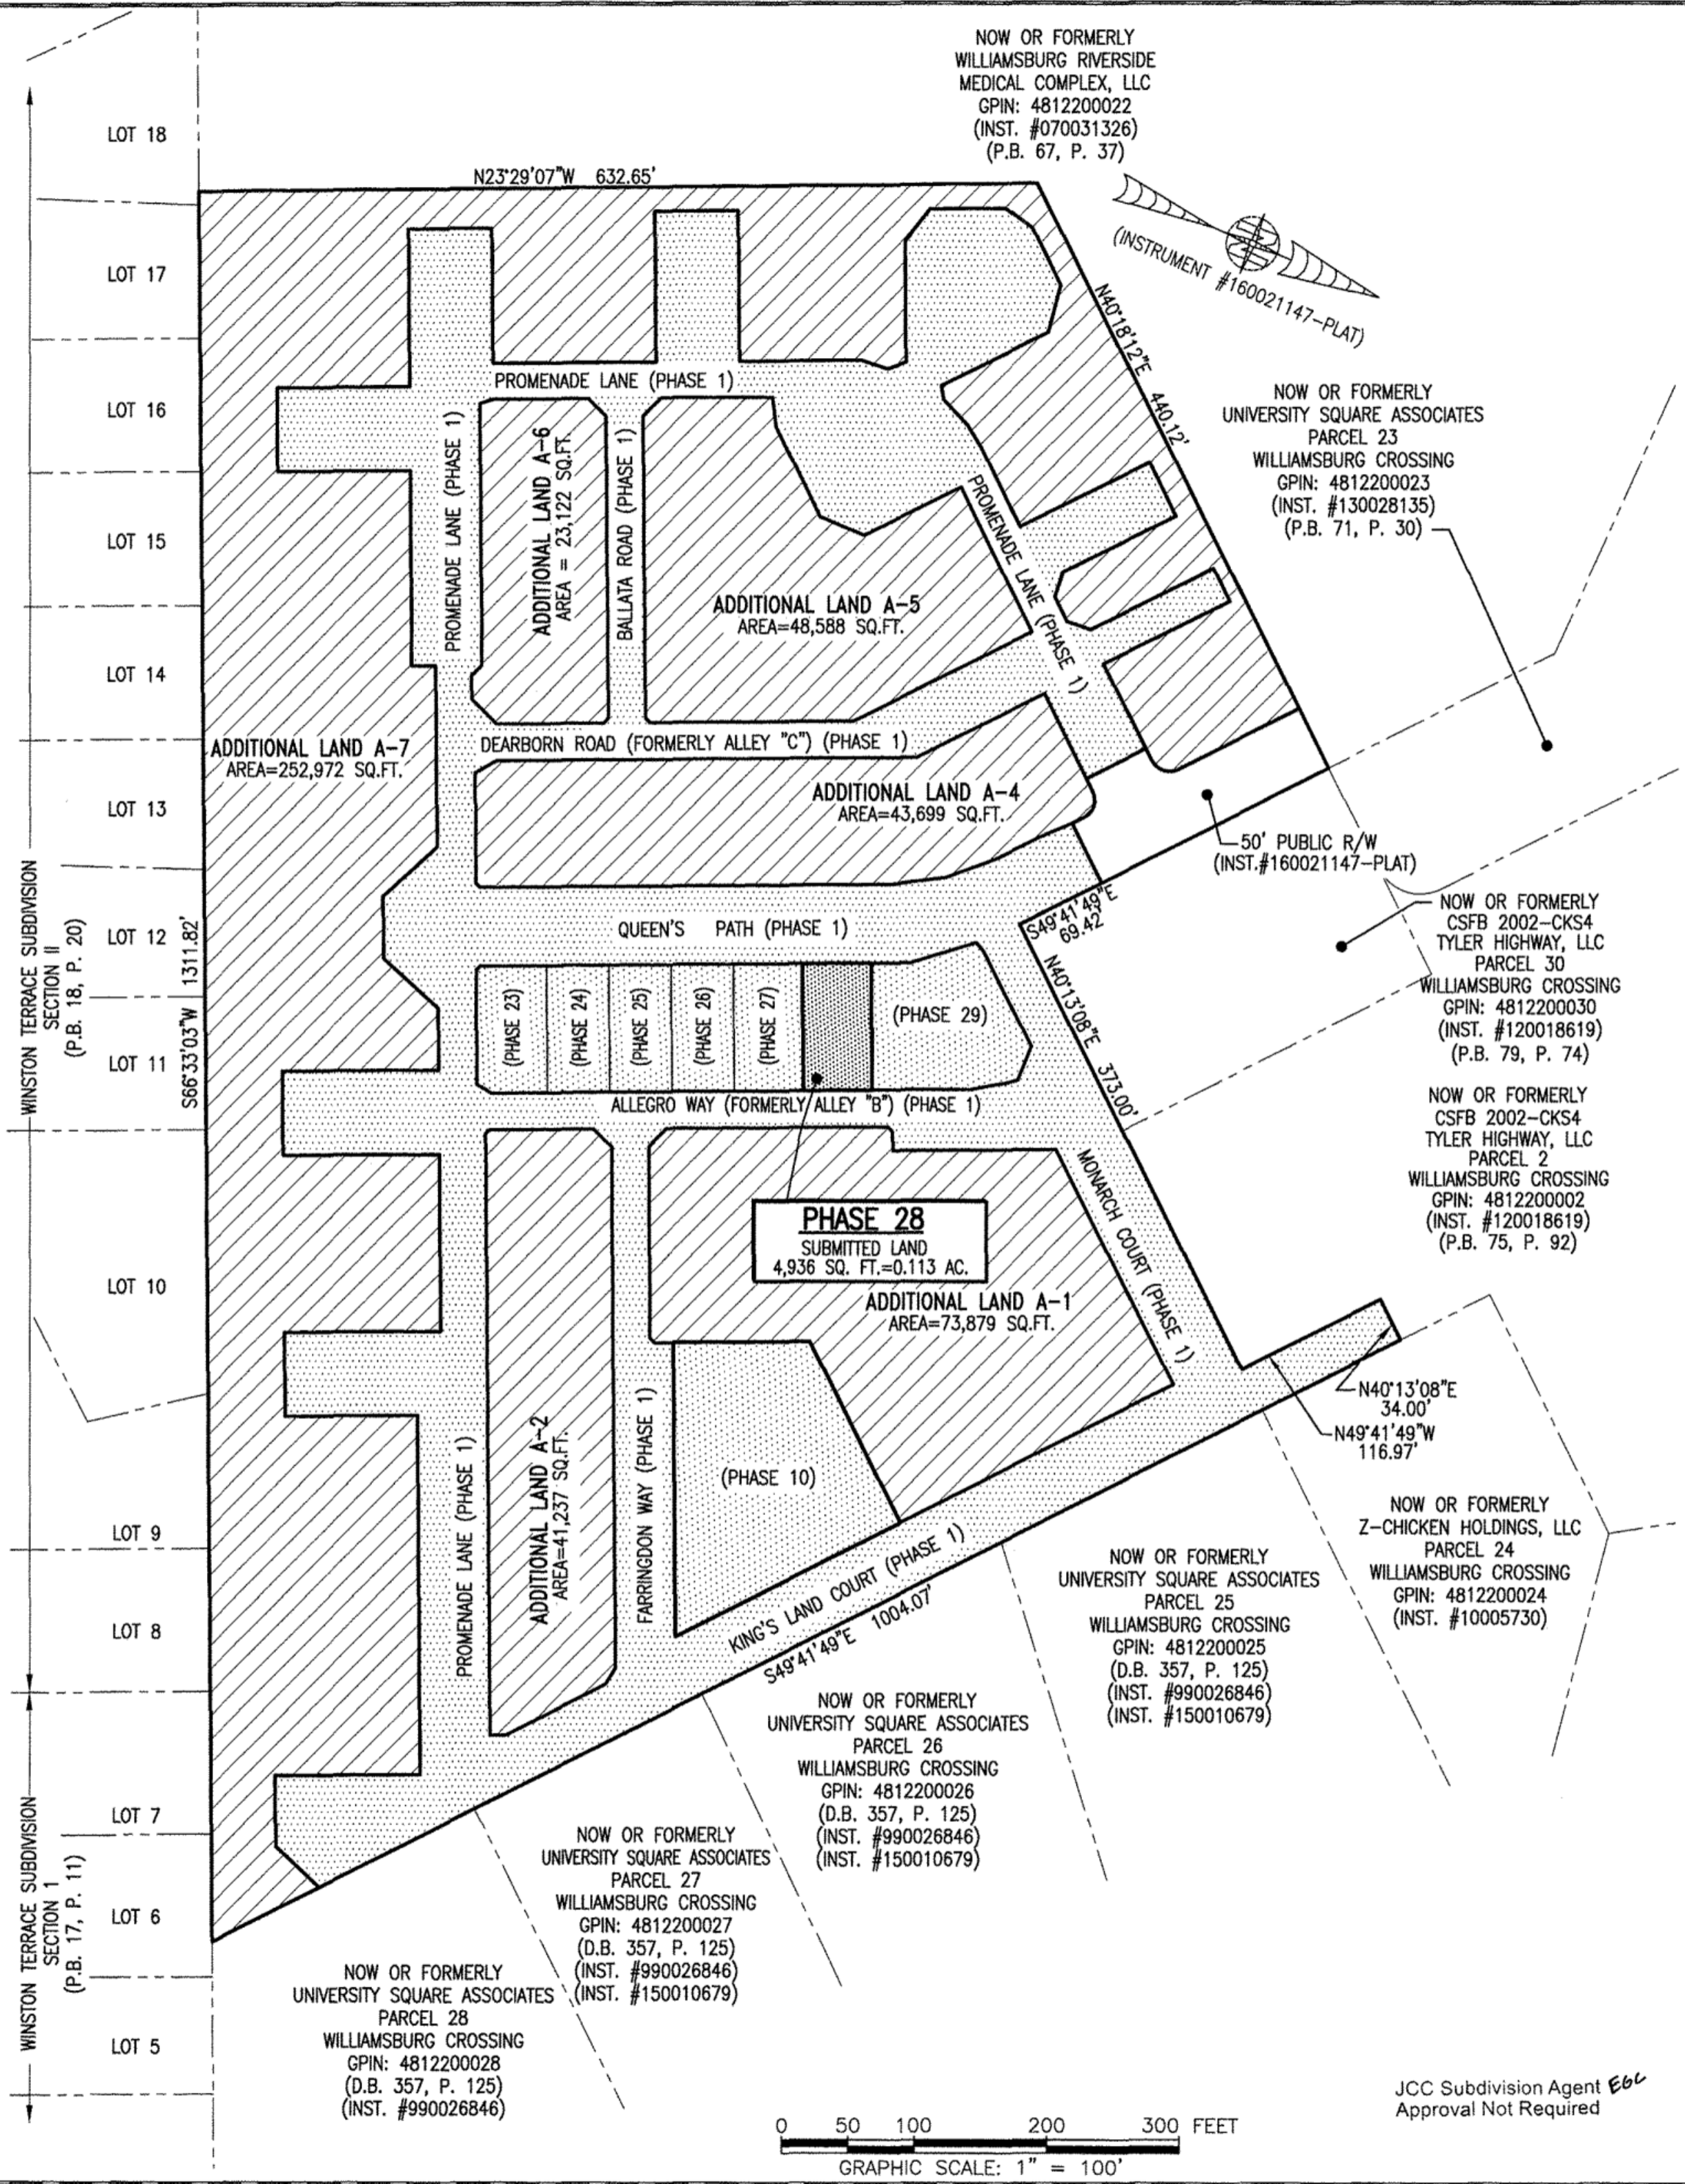 NOW OR FORMERLY
WILLIAMSBURG RIVERSIDE
MEDICAL COMPLEX, LLC
GPIN: 4812200022
(INST. #070031326)
(P.B. 67, P. 37)
(INSTRUMENT #160021147-PLAT)
N23°29'07"W 632.65'
N40°18'12"E 440.12'
NOW OR FORMERLY
UNIVERSITY SQUARE ASSOCIATES
PARCEL 23
WILLIAMSBURG CROSSING
GPIN: 4812200023
(INST. #130028135)
(P.B. 71, P. 30)
LOT 18
LOT 17
LOT 16
LOT 15
LOT 14
LOT 13
LOT 12
LOT 11
LOT 10
LOT 9
LOT 8
LOT 7
LOT 6
LOT 5
WINSTON TERRACE SUBDIVISION
SECTION II
(P.B. 18, P. 20)
WINSTON TERRACE SUBDIVISION
SECTION 1
(P.B. 17, P. 11)
S66°33'03"W 1311.82'
PROMENADE LANE (PHASE 1)
PROMENADE LANE (PHASE 1)
ADDITIONAL LAND A-6
AREA = 23,122 SQ.FT.
BALLATA ROAD (PHASE 1)
ADDITIONAL LAND A-5
AREA=48,588 SQ.FT.
PROMENADE LANE (PHASE 1)
ADDITIONAL LAND A-7
AREA=252,972 SQ.FT.
DEARBORN ROAD (FORMERLY ALLEY "C") (PHASE 1)
ADDITIONAL LAND A-4
AREA=43,699 SQ.FT.
50' PUBLIC R/W
(INST.#160021147-PLAT)
S49°41'49"E
69.42'
QUEEN'S PATH (PHASE 1)
N40°13'08"E 373.00'
NOW OR FORMERLY
CSFB 2002-CKS4
TYLER HIGHWAY, LLC
PARCEL 30
WILLIAMSBURG CROSSING
GPIN: 4812200030
(INST. #120018619)
(P.B. 79, P. 74)
(PHASE 23)
(PHASE 24)
(PHASE 25)
(PHASE 26)
(PHASE 27)
(PHASE 29)
ALLEGRO WAY (FORMERLY ALLEY "B") (PHASE 1)
NOW OR FORMERLY
CSFB 2002-CKS4
TYLER HIGHWAY, LLC
PARCEL 2
WILLIAMSBURG CROSSING
GPIN: 4812200002
(INST. #120018619)
(P.B. 75, P. 92)
PHASE 28
SUBMITTED LAND
4,936 SQ. FT.=0.113 AC.
ADDITIONAL LAND A-1
AREA=73,879 SQ.FT.
MONARCH COURT (PHASE 1)
N40°13'08"E
34.00'
N49°41'49"W
116.97'
PROMENADE LANE (PHASE 1)
ADDITIONAL LAND A-2
AREA=41,237 SQ.FT.
FARRINGDON WAY (PHASE 1)
(PHASE 10)
KING'S LAND COURT (PHASE 1)
S49°41'49"E 1004.07'
NOW OR FORMERLY
Z-CHICKEN HOLDINGS, LLC
PARCEL 24
WILLIAMSBURG CROSSING
GPIN: 4812200024
(INST. #10005730)
NOW OR FORMERLY
UNIVERSITY SQUARE ASSOCIATES
PARCEL 25
WILLIAMSBURG CROSSING
GPIN: 4812200025
(D.B. 357, P. 125)
(INST. #990026846)
(INST. #150010679)
NOW OR FORMERLY
UNIVERSITY SQUARE ASSOCIATES
PARCEL 26
WILLIAMSBURG CROSSING
GPIN: 4812200026
(D.B. 357, P. 125)
(INST. #990026846)
(INST. #150010679)
NOW OR FORMERLY
UNIVERSITY SQUARE ASSOCIATES
PARCEL 27
WILLIAMSBURG CROSSING
GPIN: 4812200027
(D.B. 357, P. 125)
(INST. #990026846)
(INST. #150010679)
NOW OR FORMERLY
UNIVERSITY SQUARE ASSOCIATES
PARCEL 28
WILLIAMSBURG CROSSING
GPIN: 4812200028
(D.B. 357, P. 125)
(INST. #990026846)
JCC Subdivision Agent
Approval Not Required
0 50 100 200 300 FEET
GRAPHIC SCALE: 1" = 100'